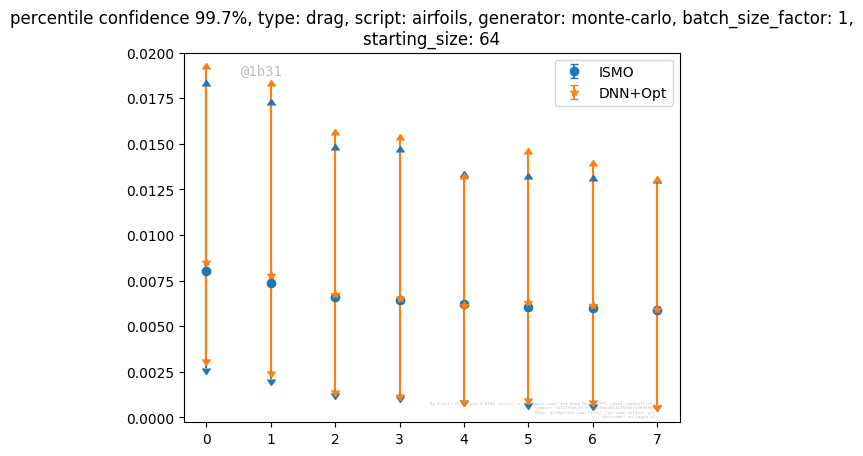 percentile confidence 99.7%, type: drag, script: airfoils, generator: monte-carlo, batch_size_factor: 1,
starting_size: 64
@1b31
ISMO
DNN+Opt
0.0200
0.0175
0.0150
0.0125
0.0100
0.0075
0.0050
0.0025
0.0000
0 1 2 3 4 5 6 7